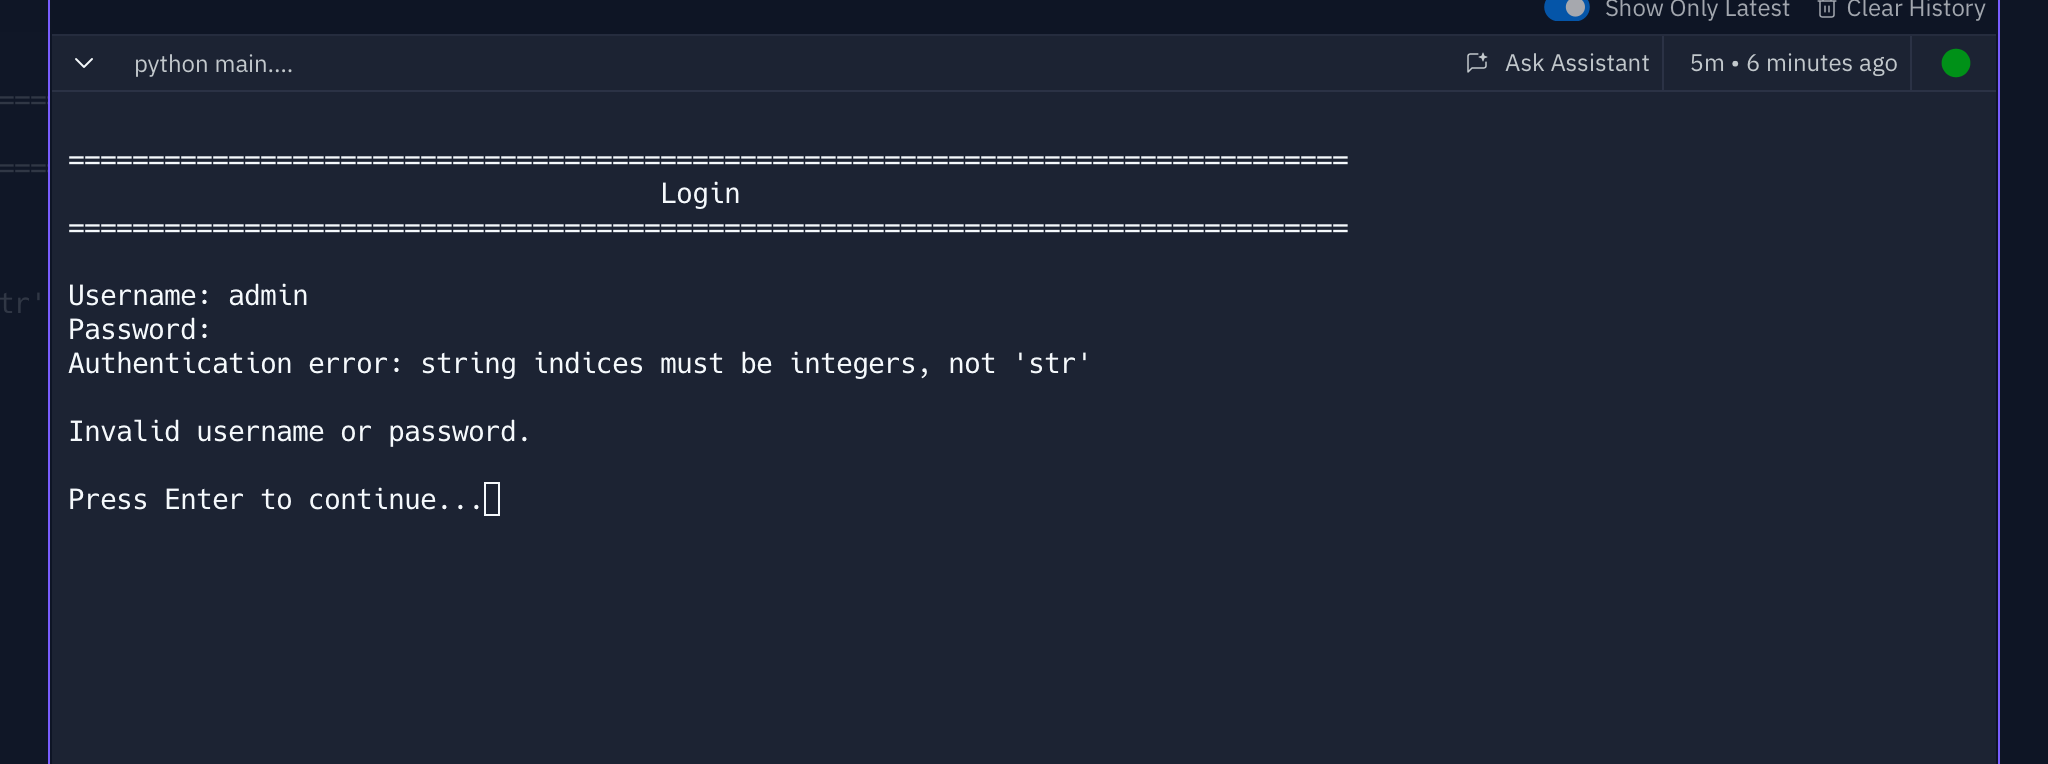 Show Only Latest Clear History
python main.... Ask Assistant 5m • 6 minutes ago
====
================================================================================
Login
====
================================================================================
Username: admin
tr'
Password:
Authentication error: string indices must be integers, not 'str'
Invalid username or password.
Press Enter to continue...